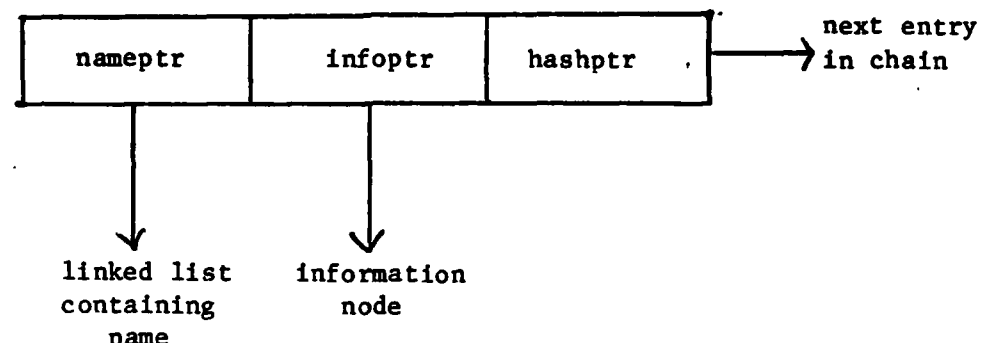 nameptr infoptr hashptr
next entry
in chain
linked list
containing
name
information
node